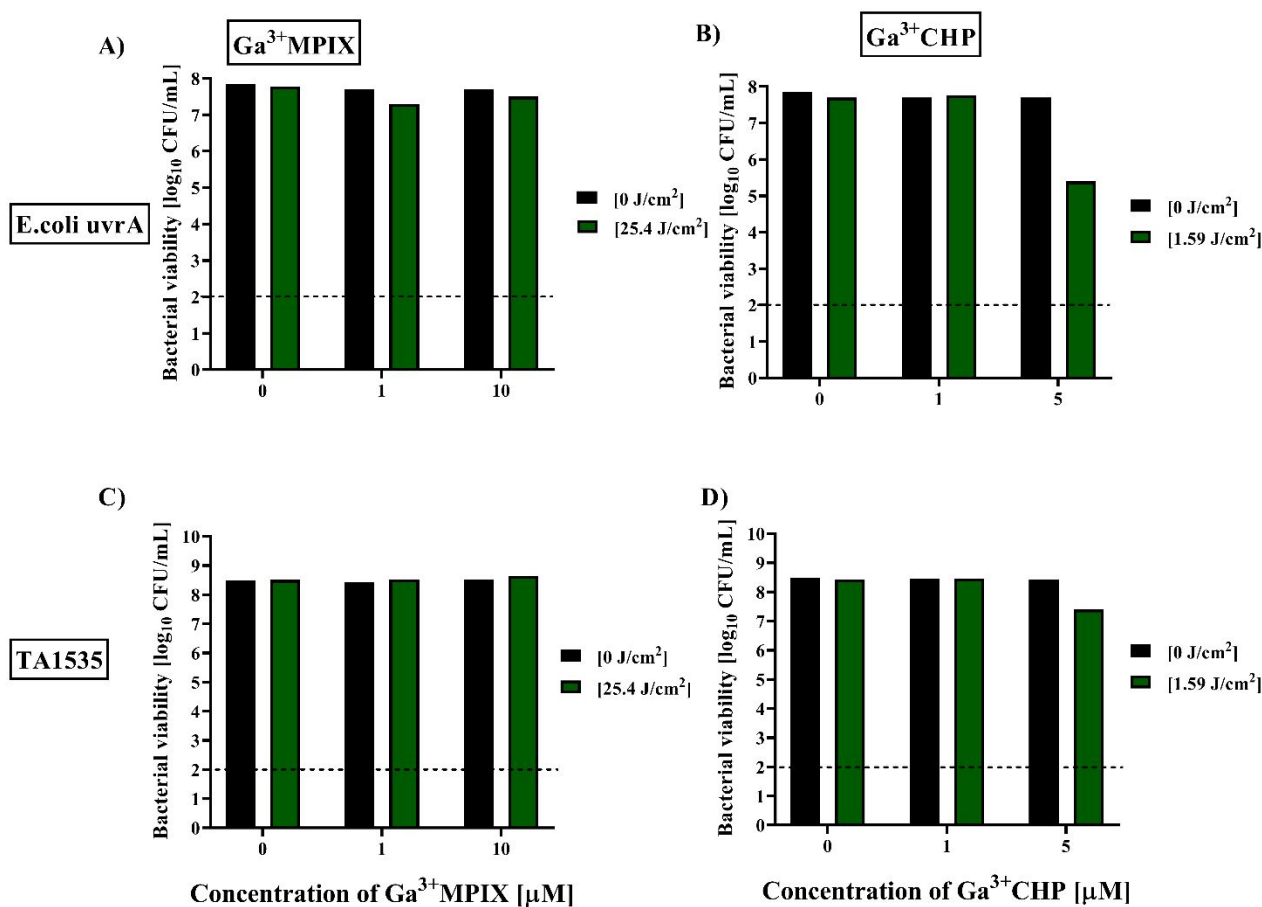 A)
Ga³⁺MPIX
B)
Ga³⁺CHP
E.coli uvrA
Bacterial viability [log₁₀ CFU/mL]
8
7
6
5
4
3
2
1
0
0
1
10
[0 J/cm²]
[25.4 J/cm²]
Bacterial viability [log₁₀ CFU/mL]
8
7
6
5
4
3
2
1
0
0
1
5
[0 J/cm²]
[1.59 J/cm²]
C)
D)
TA1535
Bacterial viability [log₁₀ CFU/mL]
10
9
8
7
6
5
4
3
2
1
0
0
1
10
[0 J/cm²]
[25.4 J/cm²]
Concentration of Ga³⁺MPIX [μM]
Bacterial viability [log₁₀ CFU/mL]
10
9
8
7
6
5
4
3
2
1
0
0
1
5
[0 J/cm²]
[1.59 J/cm²]
Concentration of Ga³⁺CHP [μM]